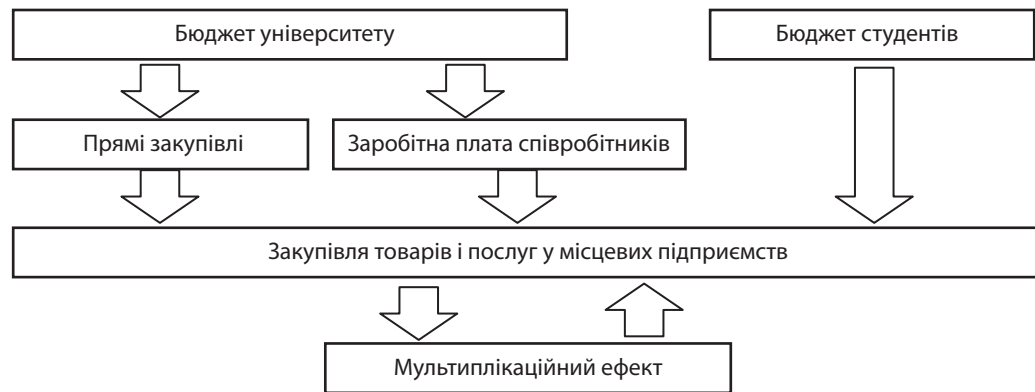 Бюджет університету
Бюджет студентів
Прямі закупівлі
Заробітна плата співробітників
Закупівля товарів і послуг у місцевих підприємств
Мультиплікаційний ефект